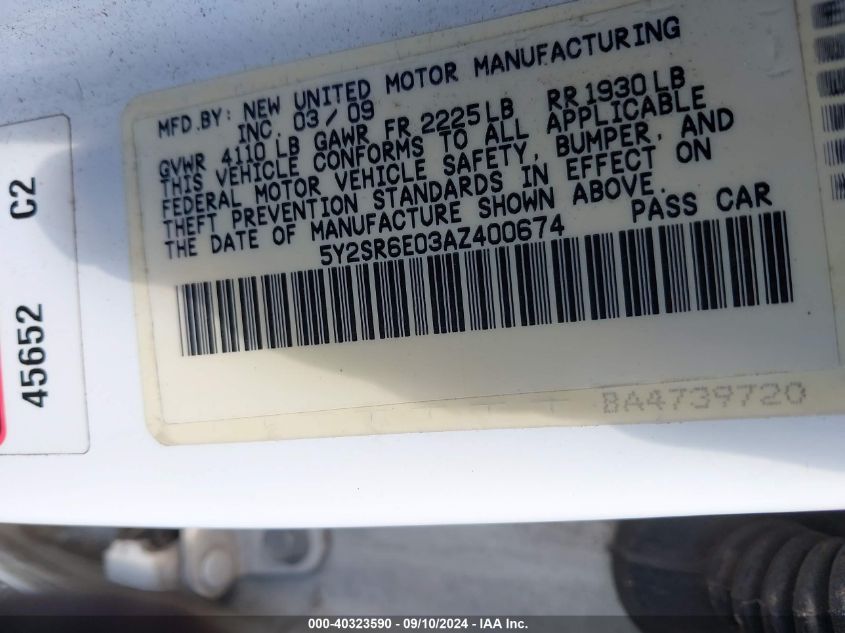 MFD.BY: NEW UNITED MOTOR MANUFACTURING
INC. 03/09
GVWR 4110 LB GAWR FR 2225 LB RR 1930 LB
THIS VEHICLE CONFORMS TO ALL APPLICABLE
FEDERAL MOTOR VEHICLE SAFETY, BUMPER, AND
THEFT PREVENTION STANDARDS IN EFFECT ON
THE DATE OF MANUFACTURE SHOWN ABOVE.
5Y2SR6E03AZ400674 PASS CAR
BA4739720
45652 C2
000-40323590 - 09/10/2024 - IAA Inc.